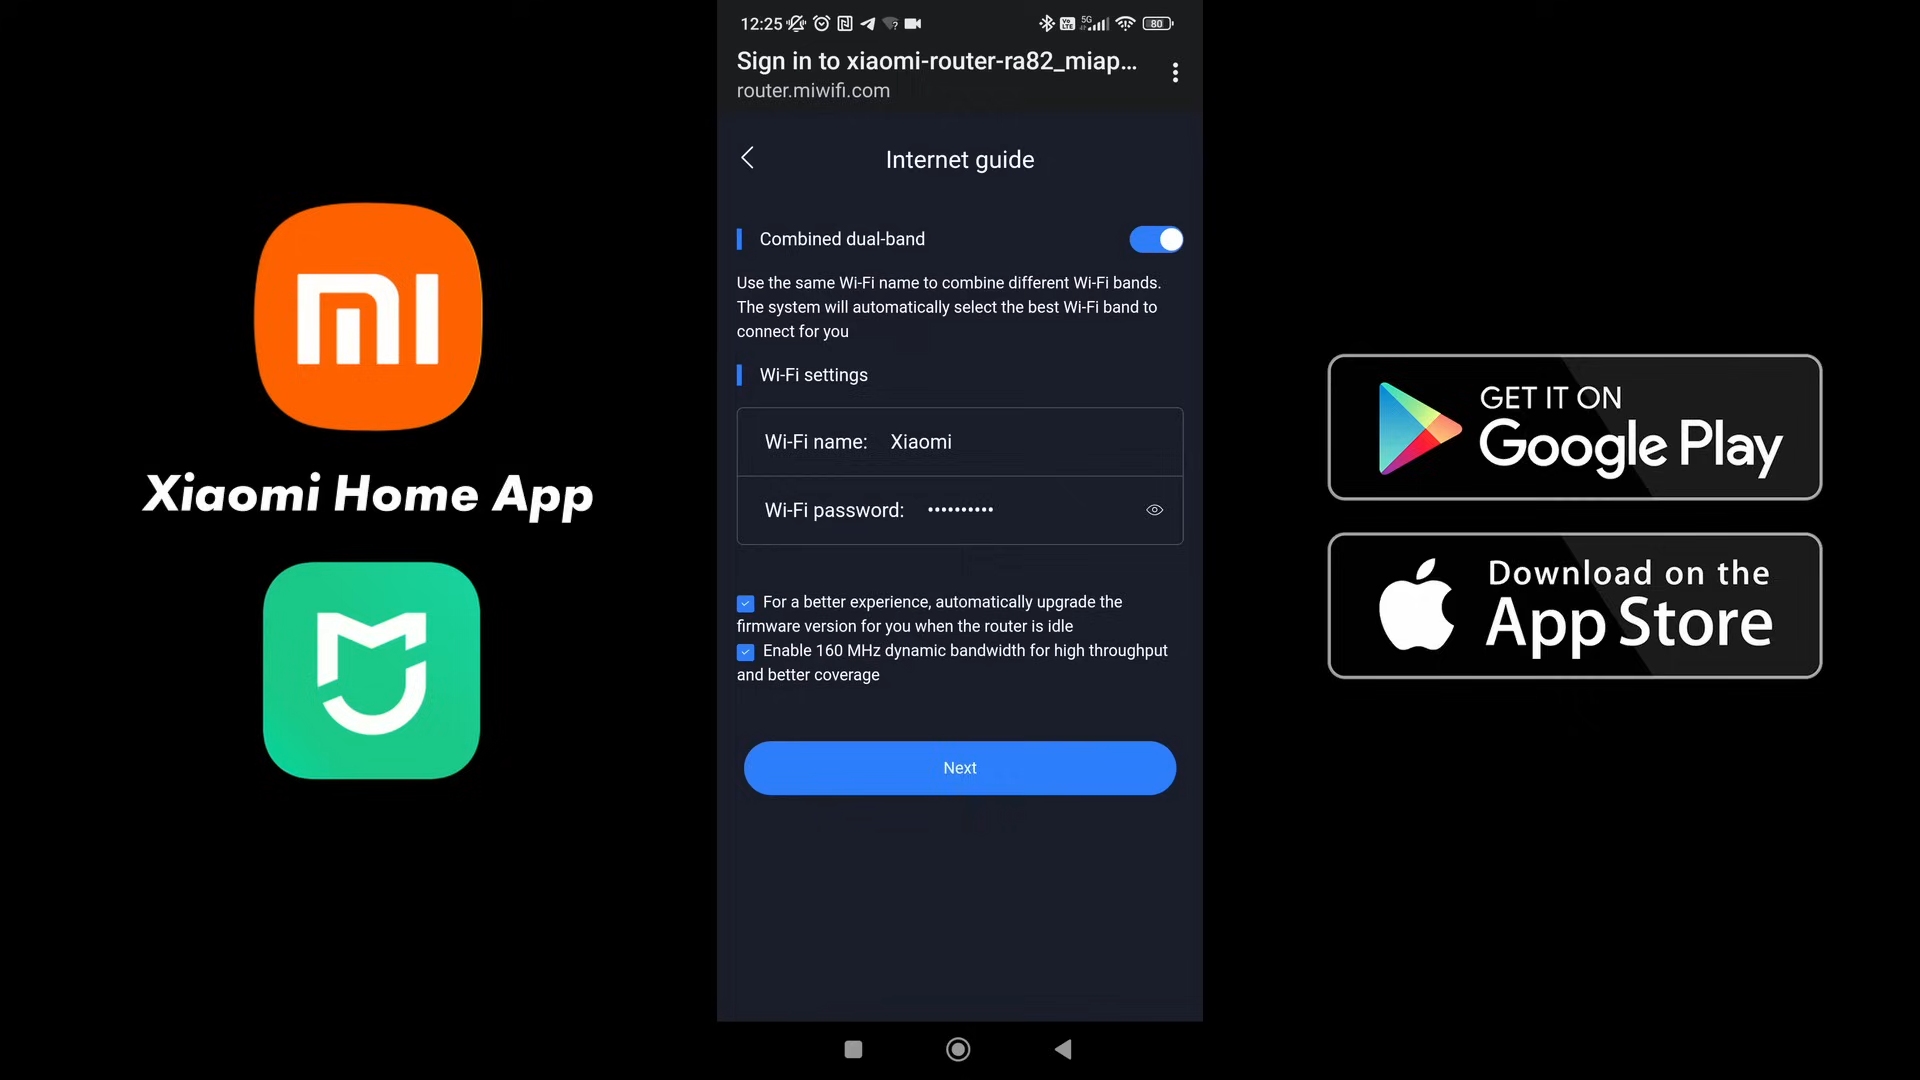 12:25
5G
80
Sign in to xiaomi-router-ra82_miap...
router.miwifi.com
Internet guide
Combined dual-band
Use the same Wi-Fi name to combine different Wi-Fi bands.
The system will automatically select the best Wi-Fi band to
connect for you
Wi-Fi settings
Wi-Fi name: Xiaomi
Wi-Fi password: ••••••••••
For a better experience, automatically upgrade the
firmware version for you when the router is idle
Enable 160 MHz dynamic bandwidth for high throughput
and better coverage
Next
mi
Xiaomi Home App
GET IT ON
Google Play
Download on the
App Store